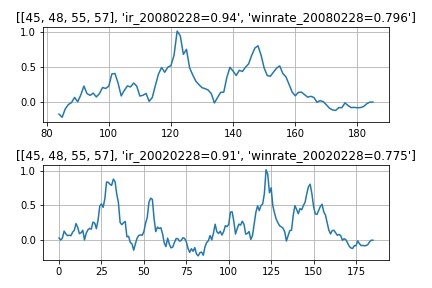 [[45, 48, 55, 57], 'ir_20080228=0.94', 'winrate_20080228=0.796']
1.0
0.5
0.0
80 100 120 140 160 180
[[45, 48, 55, 57], 'ir_20020228=0.91', 'winrate_20020228=0.775']
1.0
0.5
0.0
0 25 50 75 100 125 150 175